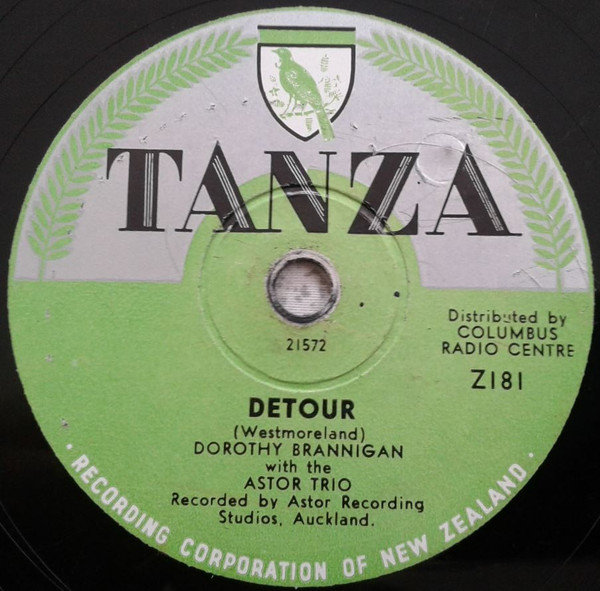 TANZA
21572
Distributed by
COLUMBUS
RADIO CENTRE
Z181
DETOUR
(Westmoreland)
DOROTHY BRANNIGAN
with the
ASTOR TRIO
Recorded by Astor Recording
Studios, Auckland.
· RECORDING CORPORATION OF NEW ZEALAND ·